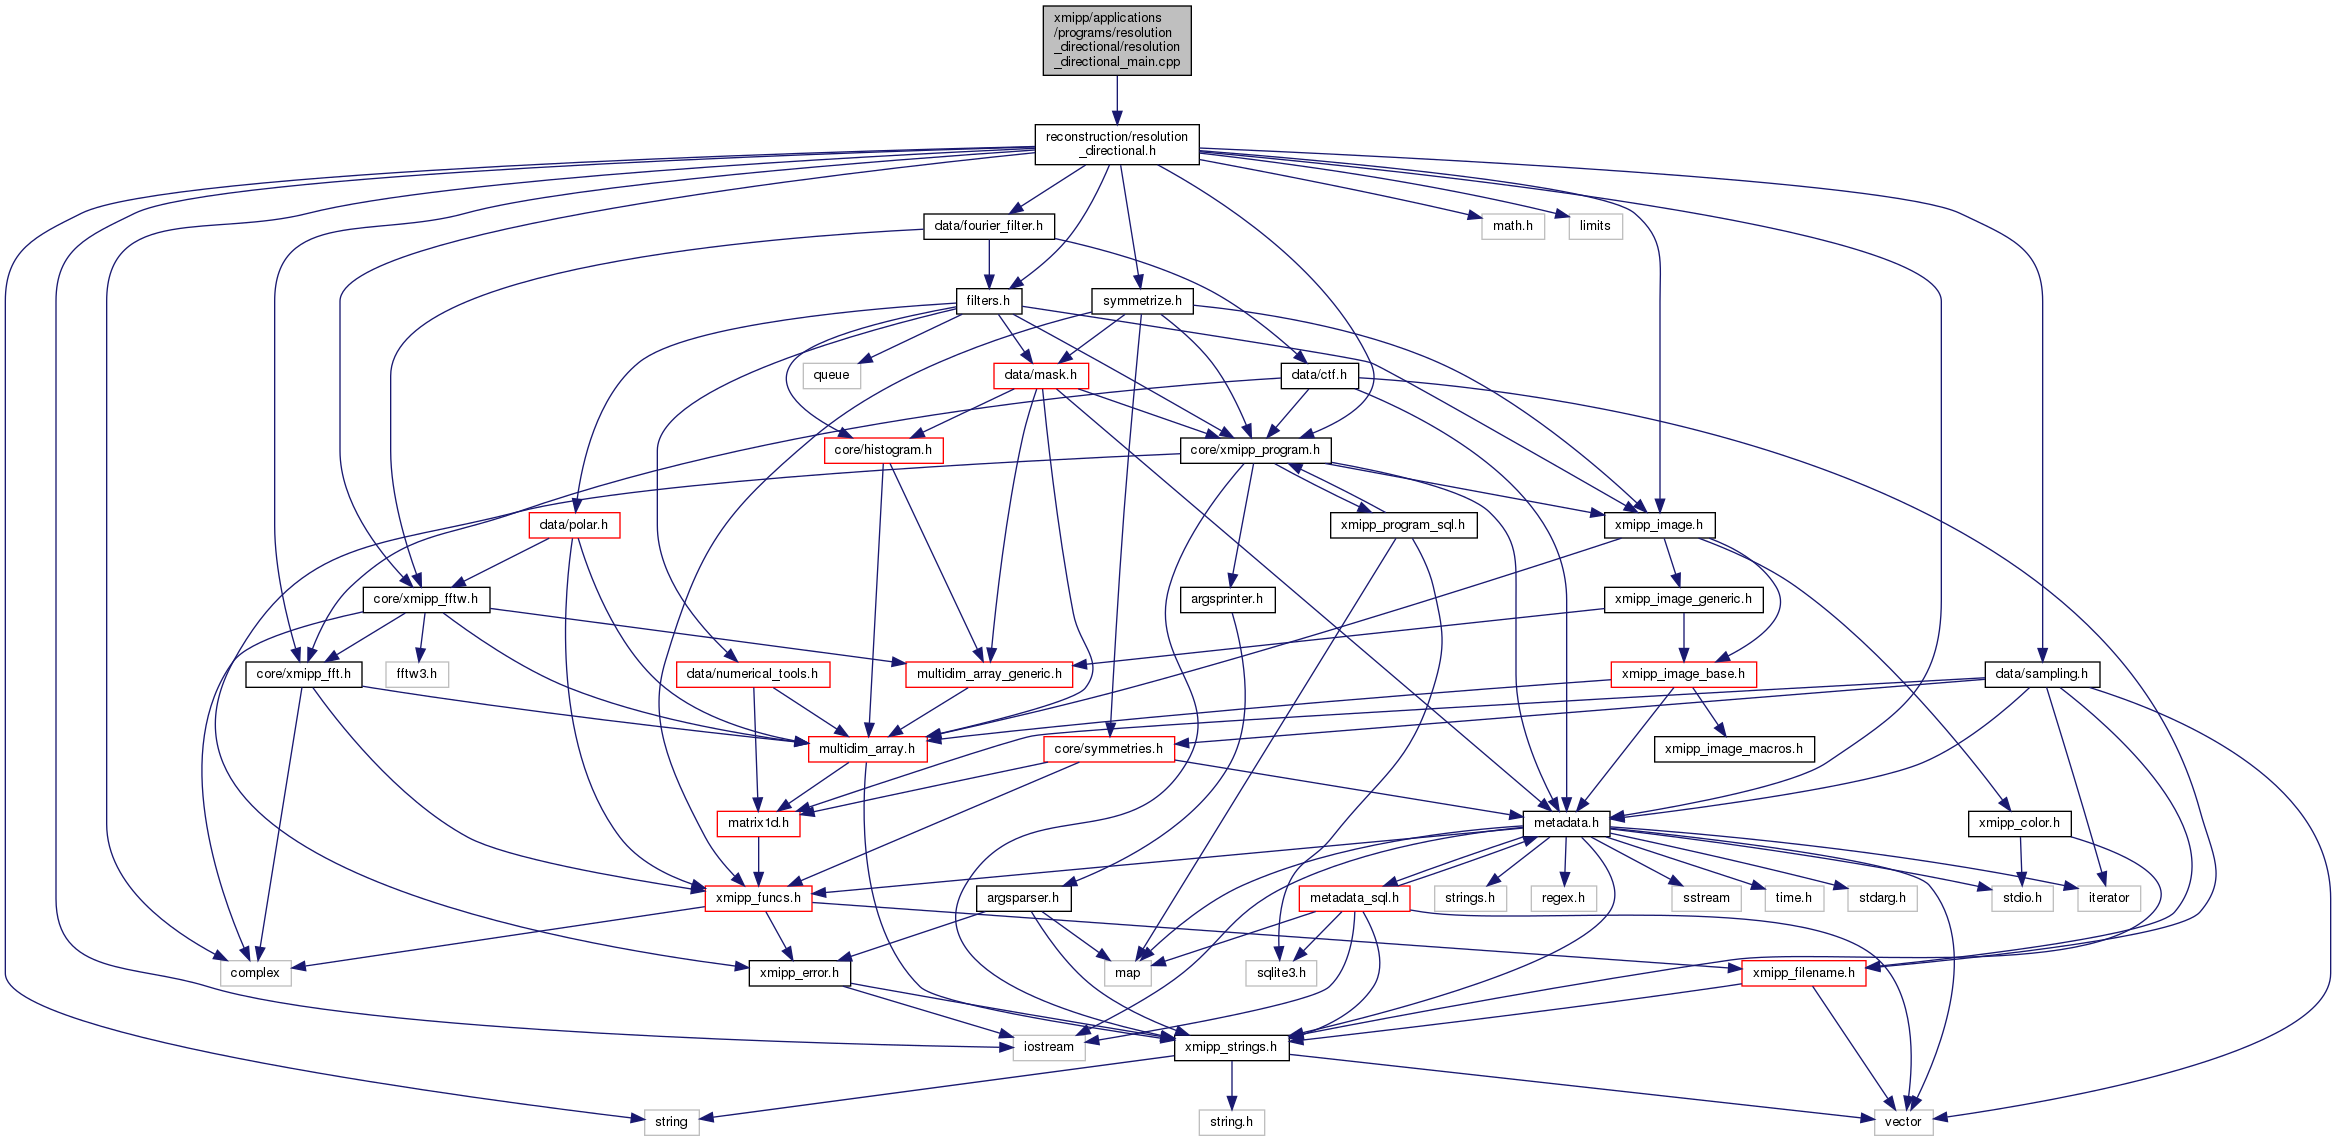 xmipp/applications
/programs/resolution
_directional/resolution
_directional_main.cpp
reconstruction/resolution
_directional.h
data/fourier_filter.h
math.h
limits
filters.h
symmetrize.h
queue
data/mask.h
data/ctf.h
core/histogram.h
core/xmipp_program.h
data/polar.h
xmipp_program_sql.h
xmipp_image.h
core/xmipp_fftw.h
argsprinter.h
xmipp_image_generic.h
core/xmipp_fft.h
fftw3.h
data/numerical_tools.h
multidim_array_generic.h
xmipp_image_base.h
data/sampling.h
multidim_array.h
core/symmetries.h
xmipp_image_macros.h
matrix1d.h
metadata.h
xmipp_color.h
xmipp_funcs.h
argsparser.h
metadata_sql.h
strings.h
regex.h
sstream
time.h
stdarg.h
stdio.h
iterator
complex
xmipp_error.h
map
sqlite3.h
xmipp_filename.h
iostream
xmipp_strings.h
string
string.h
vector